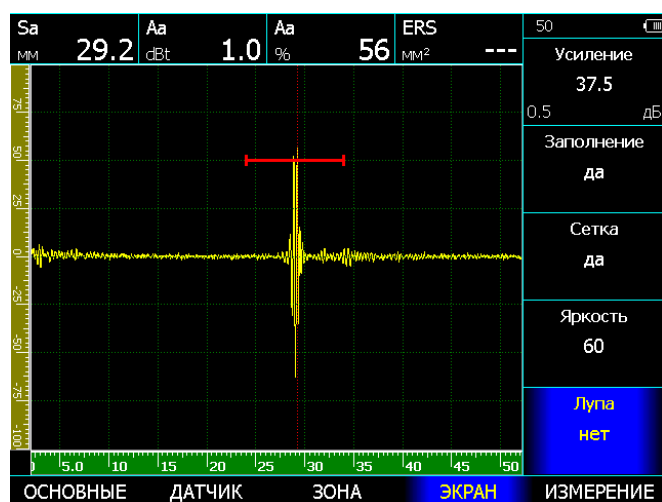 Sa Aa Aa ERS 50
мм 29.2 dBt 1.0 % 56 мм² ---
Усиление
37.5
0.5 дБ
Заполнение
да
Сетка
да
Яркость
60
Лупа
нет
75
50
25
0
-25
-50
-75
-100
5.0 10 15 20 25 30 35 40 45 50
ОСНОВНЫЕ ДАТЧИК ЗОНА ЭКРАН ИЗМЕРЕНИЕ